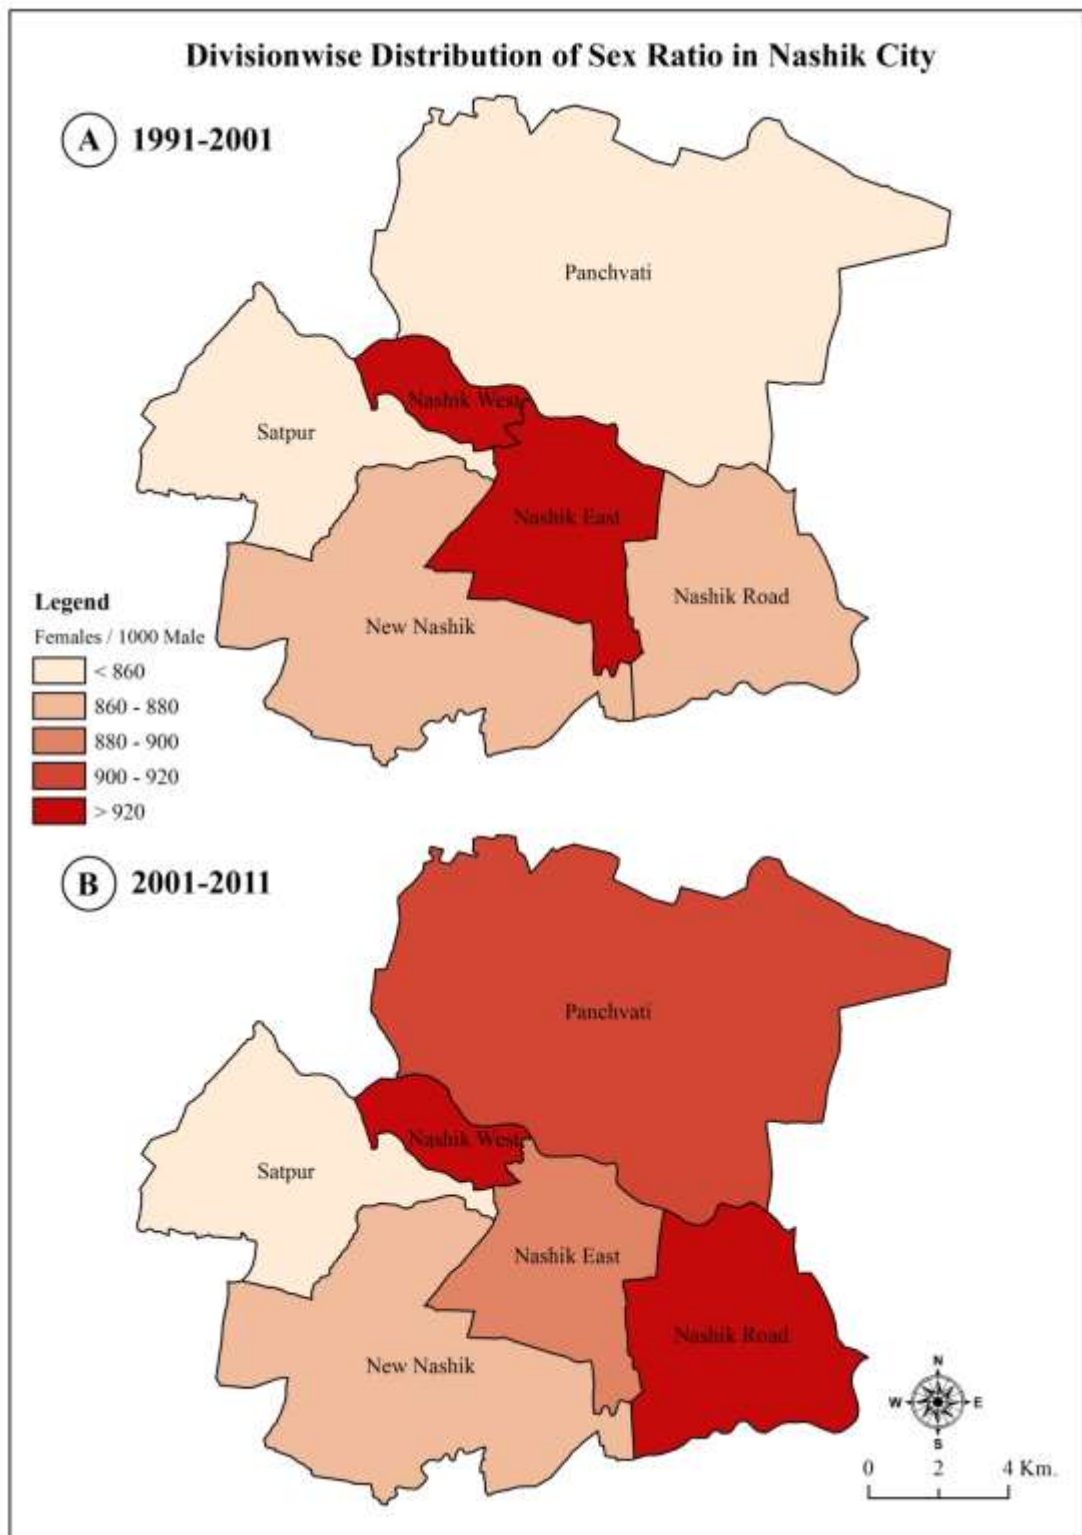 Divisionwise Distribution of Sex Ratio in Nashik City
A 1991-2001
Panchvati
Nashik West
Satpur
Nashik East
Nashik Road
New Nashik
Legend
Females / 1000 Male
< 860
860 - 880
880 - 900
900 - 920
> 920
B 2001-2011
Panchvati
Nashik West
Satpur
Nashik East
Nashik Road
New Nashik
N
W E
S
0 2 4 Km.